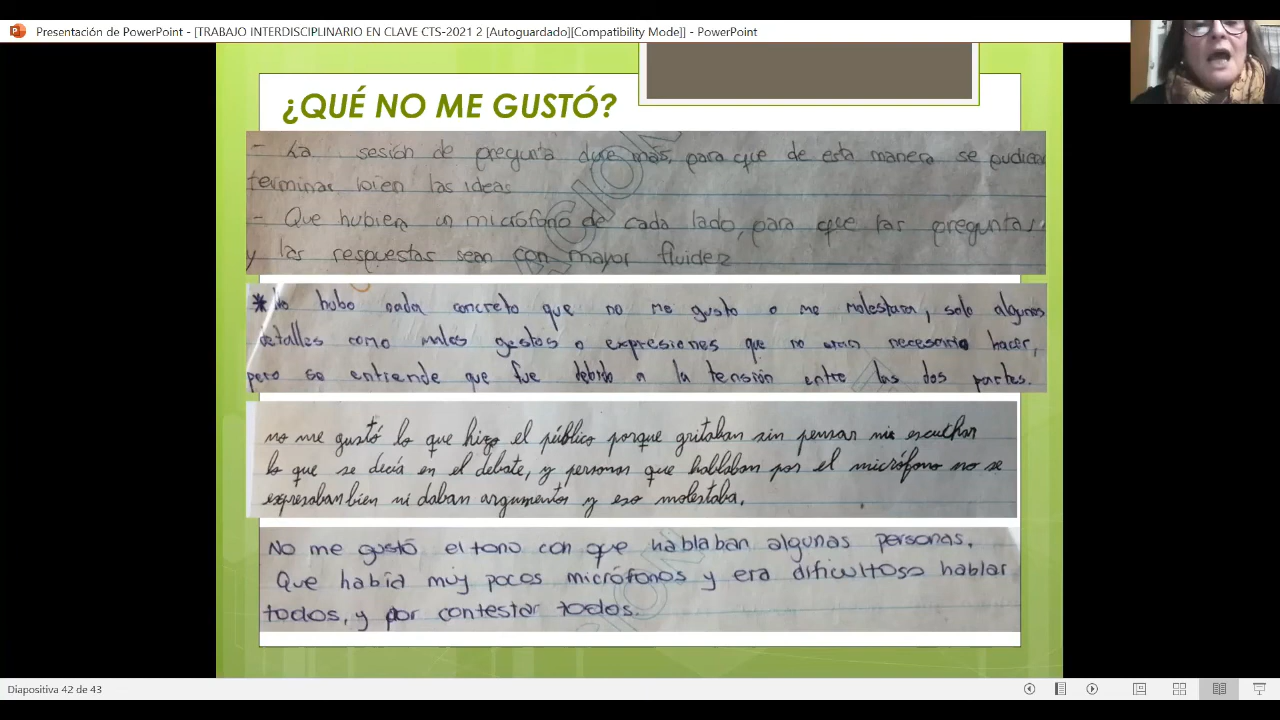 Presentación de PowerPoint - [TRABAJO INTERDISCIPLINARIO EN CLAVE CTS-2021 2 [Autoguardado][Compatibility Mode]] - PowerPoint
¿QUÉ NO ME GUSTÓ?
- La sesión de pregunta dure más, para que de esta manera se pudiera
terminar bien las ideas
- Que hubiera un micrófono de cada lado, para que las preguntas
y las respuestas sean con mayor fluidez
*No hubo nada concreto que no me gusto o me molestara, solo algunos
detalles como malos gestos o expresiones que no eran necesario hacer,
pero se entiende que fue debido a la tensión entre las dos partes.
no me gustó lo que hizo el público porque gritaban sin pensar ni escuchar
lo que se decía en el debate, y personas que hablaban por el micrófono no se
expresaban bien ni daban argumentos y eso molestaba.
No me gustó el tono con que hablaban algunas personas.
Que había muy pocos micrófonos y era dificultoso hablar
todos, y por contestar todos.
Diapositiva 42 de 43